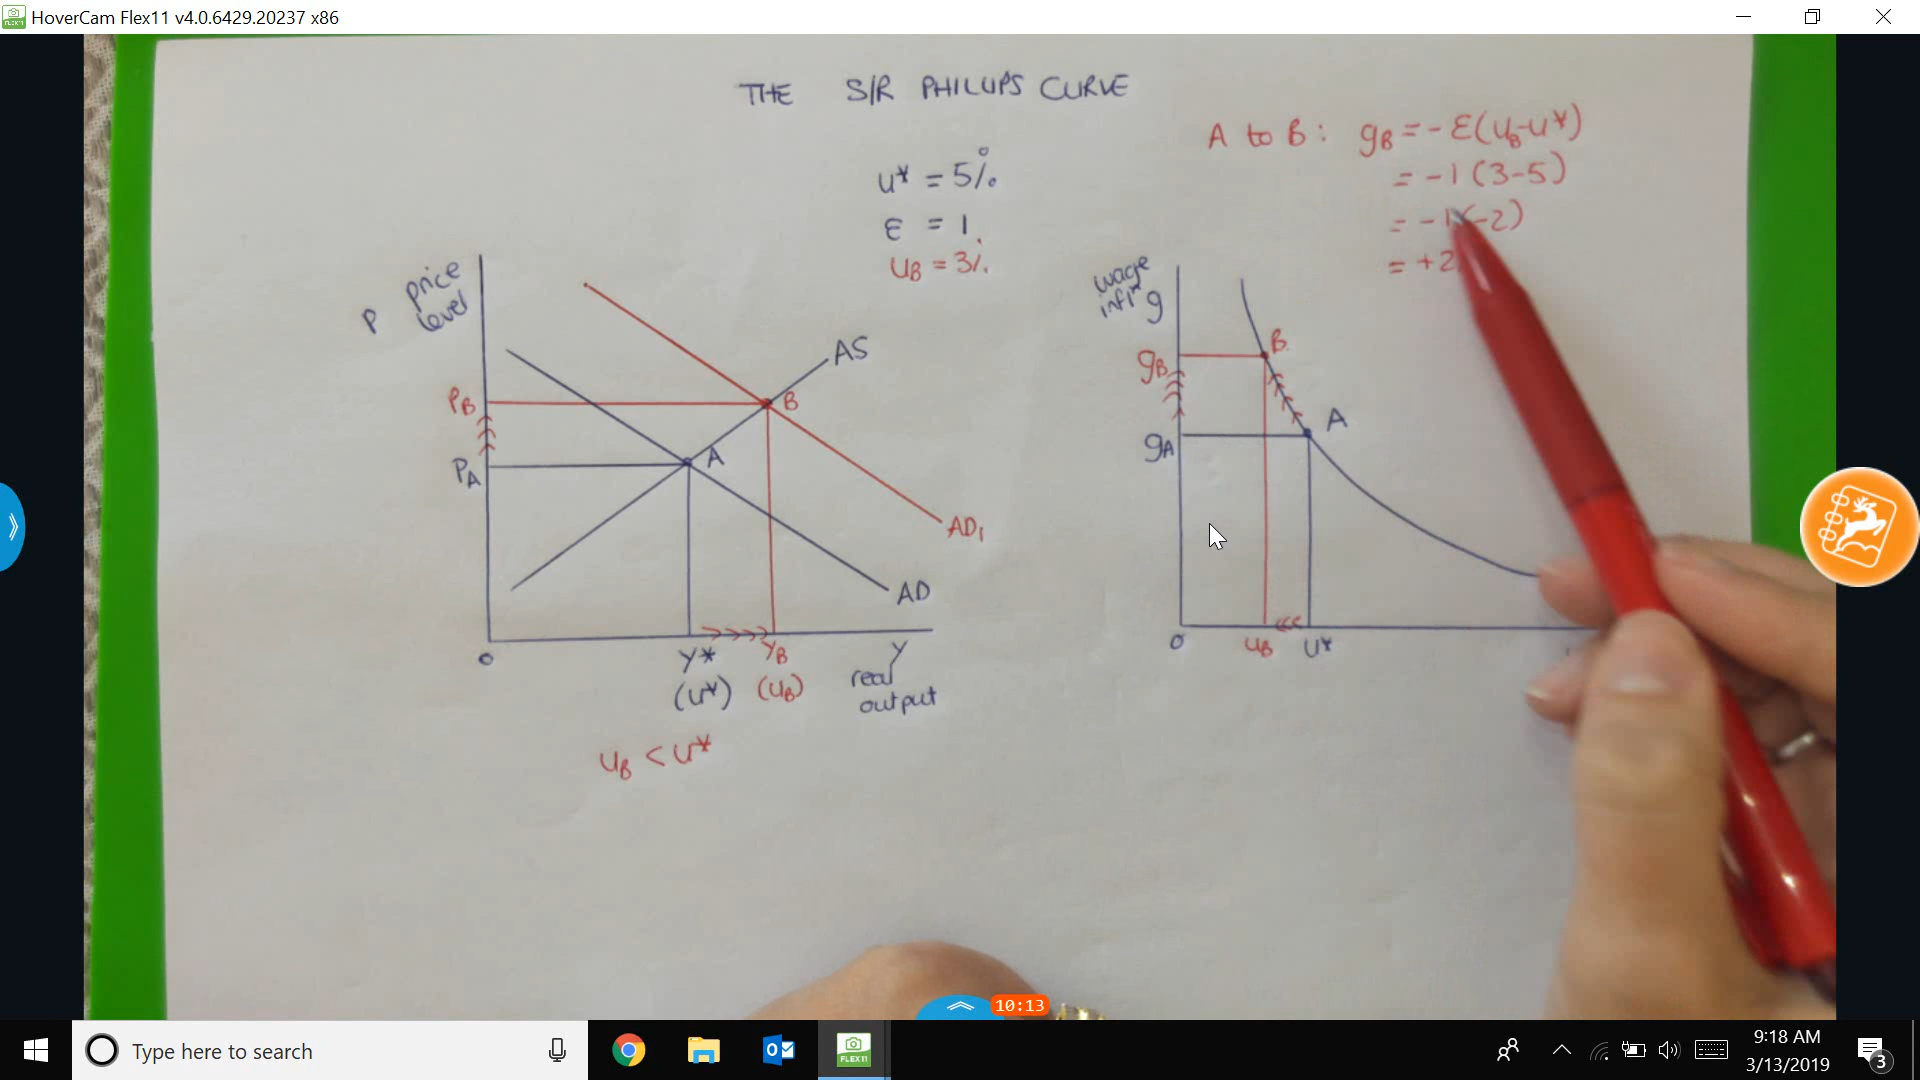 HoverCam Flex11 v4.0.6429.20237 x86
THE S/R PHILLIPS CURVE
A to B : gB = - ε(uB-u*)
= -1 (3-5)
= -1(-2)
= +2
u* = 5%
ε = 1
uB = 3%
P price level
AS
PB
B
PA
A
AD1
AD
0
Y*
YB
Y
(u*)
(uB)
real output
uB < u*
wage infln g
gB
B
gA
A
0
uB
u*
10:13
FLEX11
Type here to search
9:18 AM
3/13/2019
3